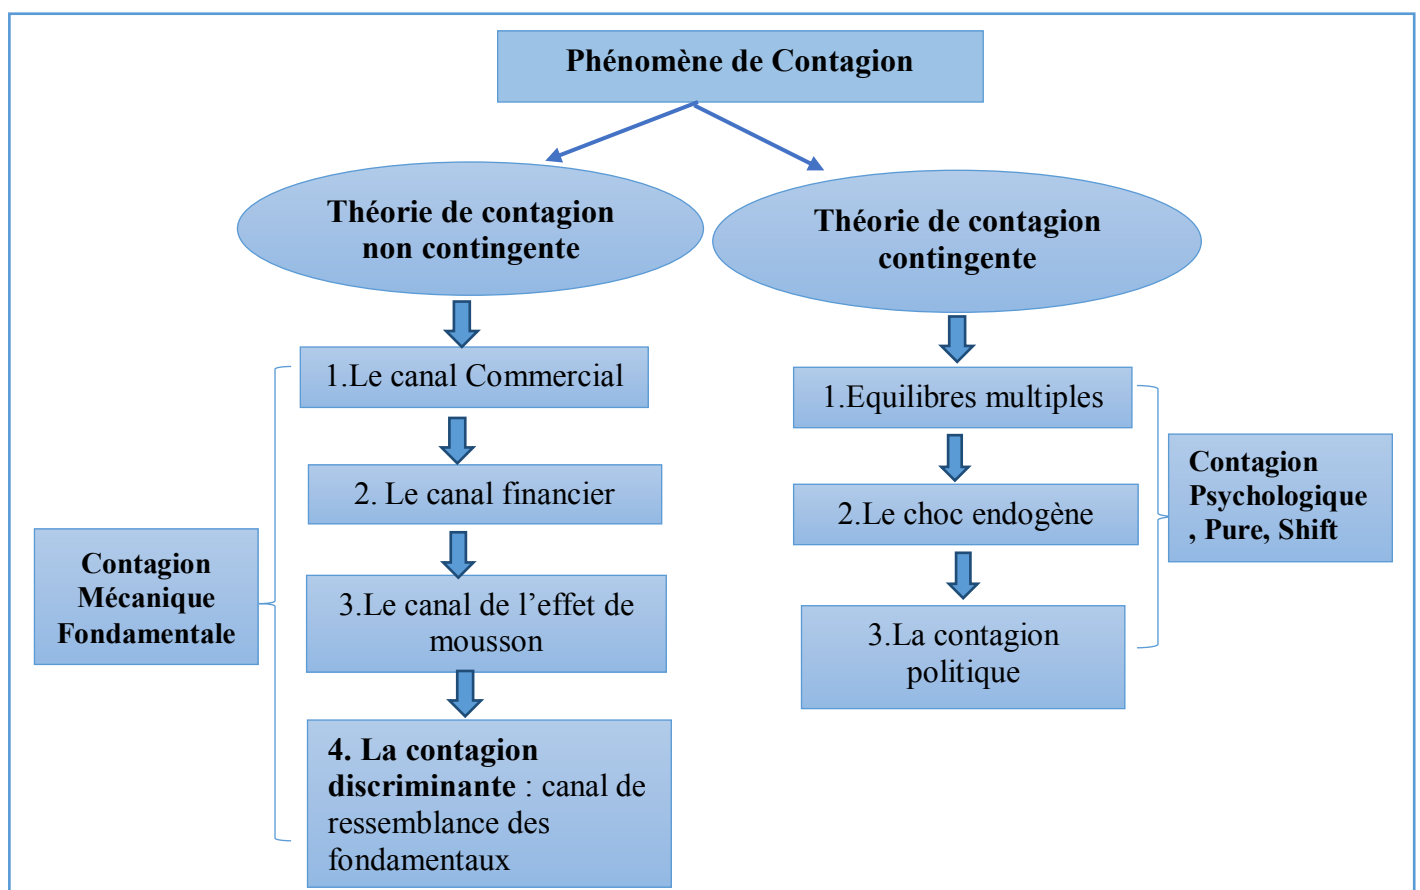 Phénomène de Contagion
Théorie de contagion
non contingente
Théorie de contagion
contingente
1.Le canal Commercial
2. Le canal financier
3.Le canal de l’effet de
mousson
4. La contagion
discriminante : canal de
ressemblance des
fondamentaux
Contagion
Mécanique
Fondamentale
1.Equilibres multiples
2.Le choc endogène
3.La contagion
politique
Contagion
Psychologique
, Pure, Shift